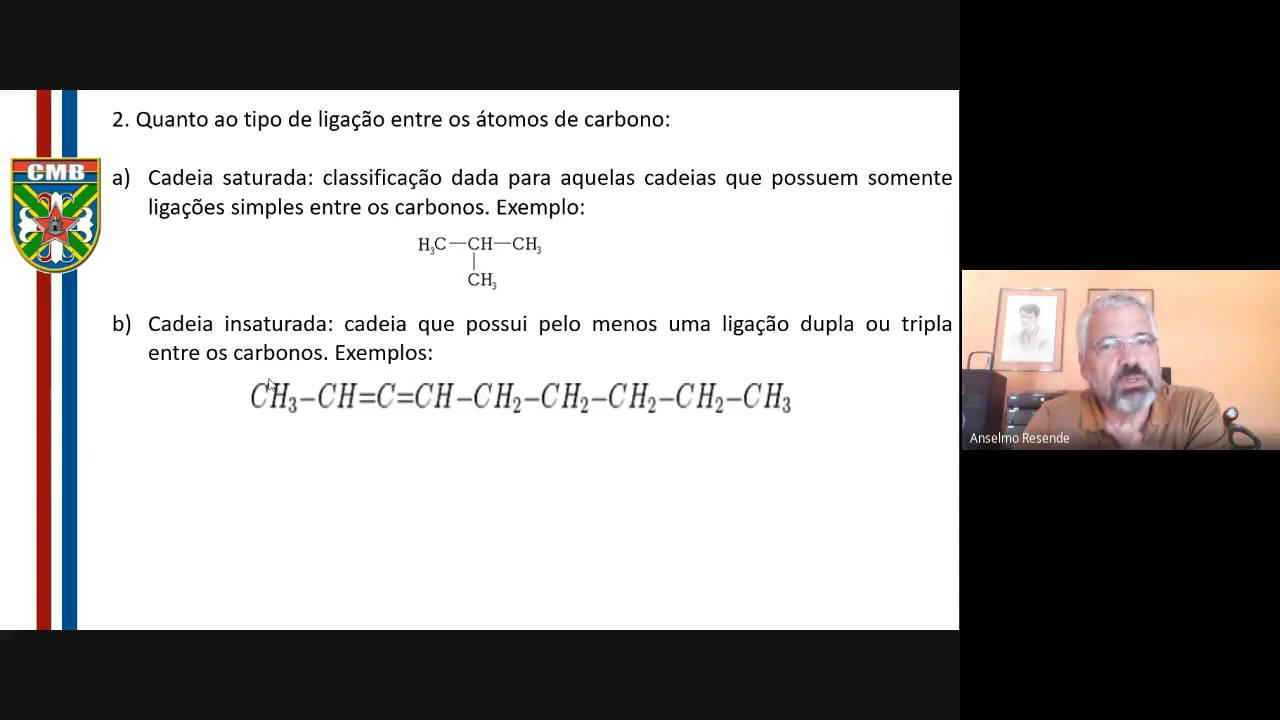 2. Quanto ao tipo de ligação entre os átomos de carbono:
CMB
a) Cadeia saturada: classificação dada para aquelas cadeias que possuem somente
ligações simples entre os carbonos. Exemplo:
H₃C—CH—CH₃
|
CH₃
b) Cadeia insaturada: cadeia que possui pelo menos uma ligação dupla ou tripla
entre os carbonos. Exemplos:
CH₃–CH=C=CH–CH₂–CH₂–CH₂–CH₂–CH₃
Anselmo Resende